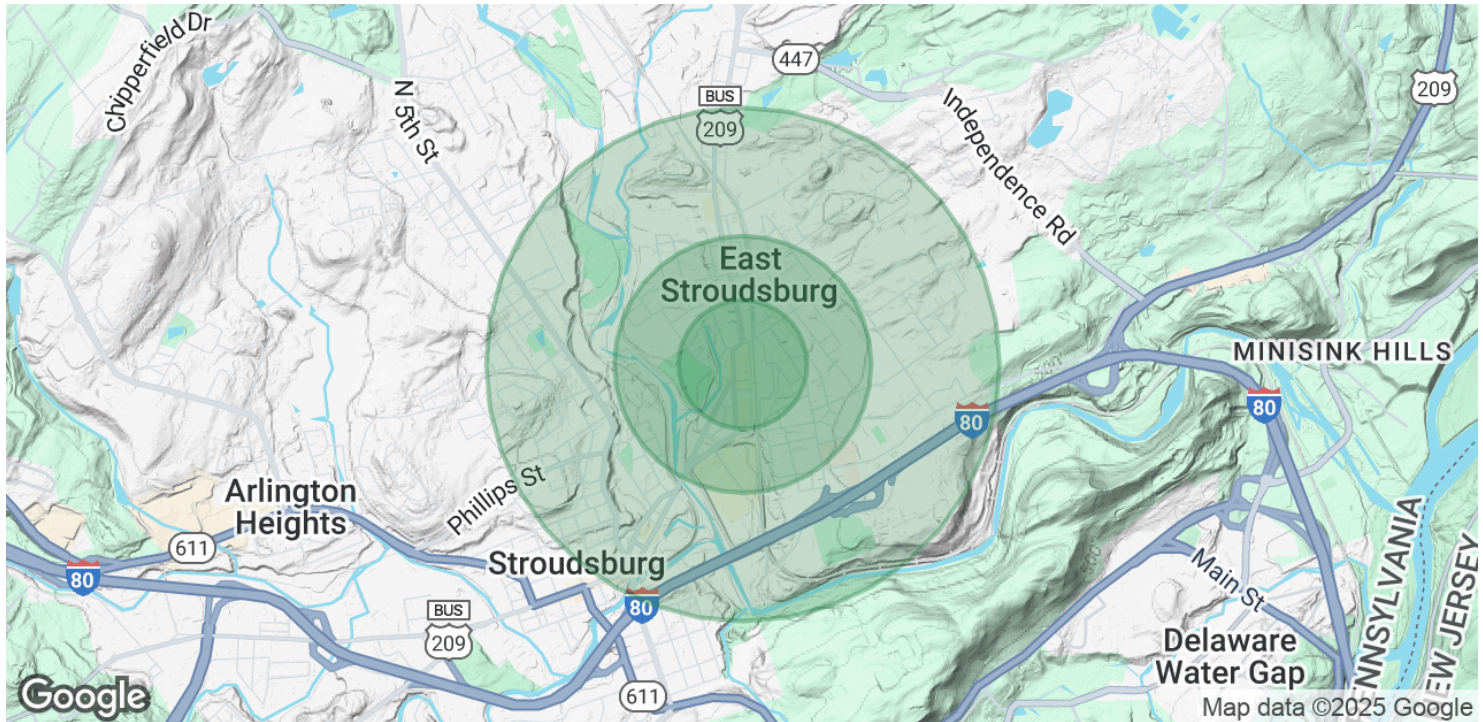 Chipperfield Dr
N 5th St
447
BUS
209
209
Independence Rd
East
Stroudsburg
MINISINK HILLS
80
80
Arlington
Heights
Phillips St
611
Stroudsburg
80
80
BUS
209
611
Main St
Delaware
Water Gap
ENNSYLVANIA
EW JERSEY
Google
Map data ©2025 Google